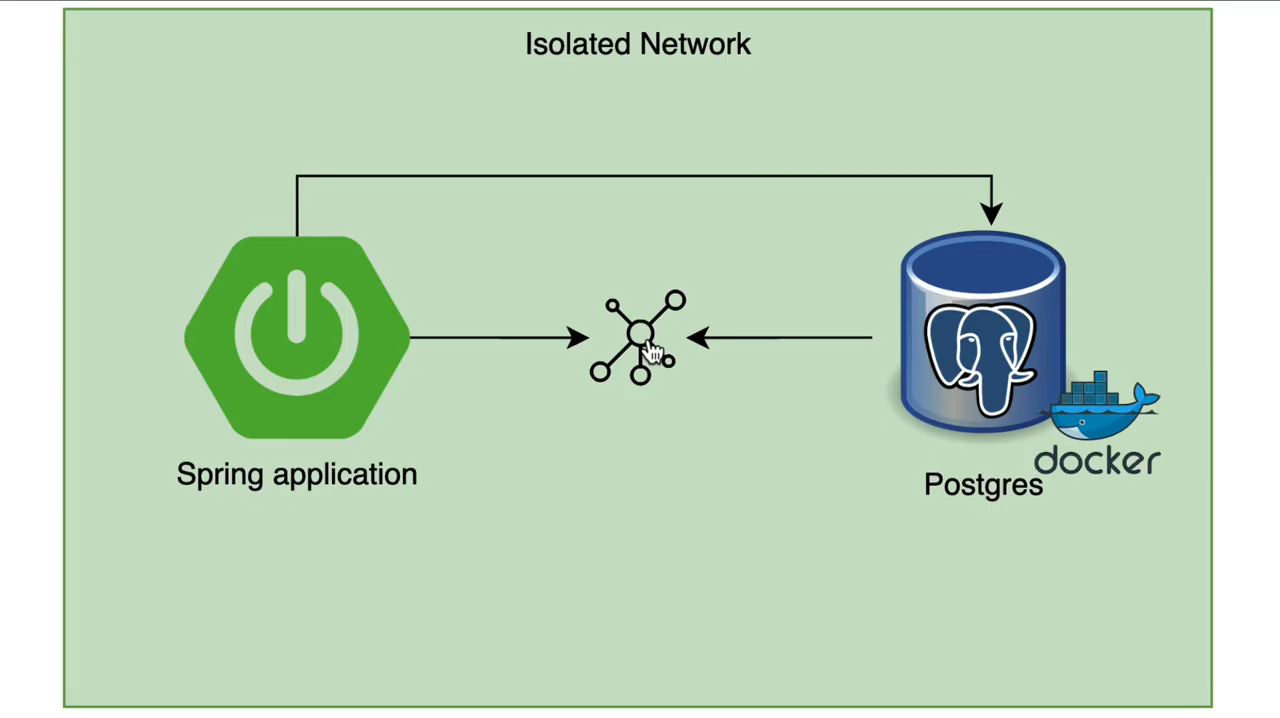 Isolated Network
Spring application
docker
Postgres